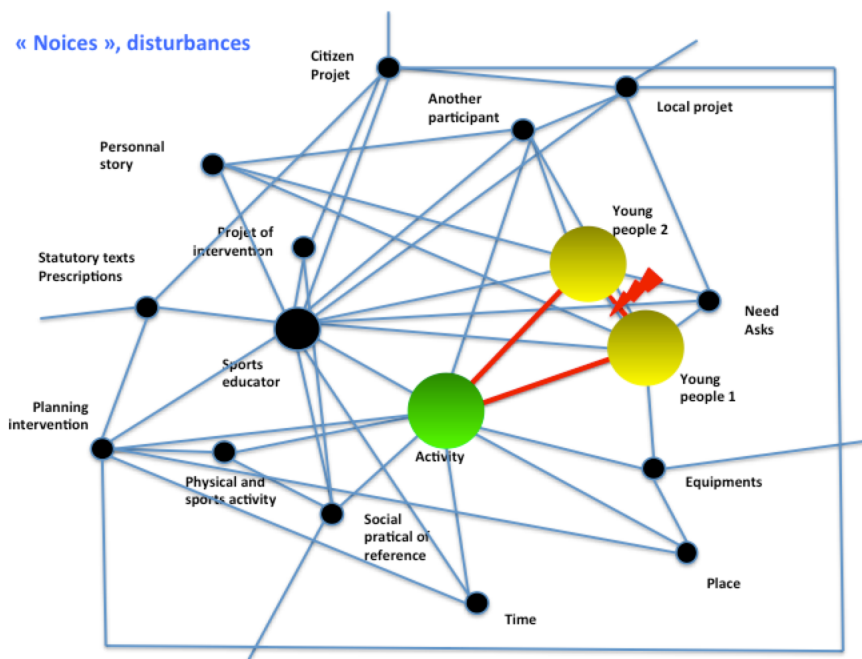 « Noices », disturbances
Citizen
Projet
Another
participant
Local projet
Personnal
story
Young
people 2
Projet of
intervention
Statutory texts
Prescriptions
Need
Asks
Sports
educator
Young
people 1
Planning
intervention
Activity
Physical and
sports activity
Equipments
Social
pratical of
reference
Place
Time